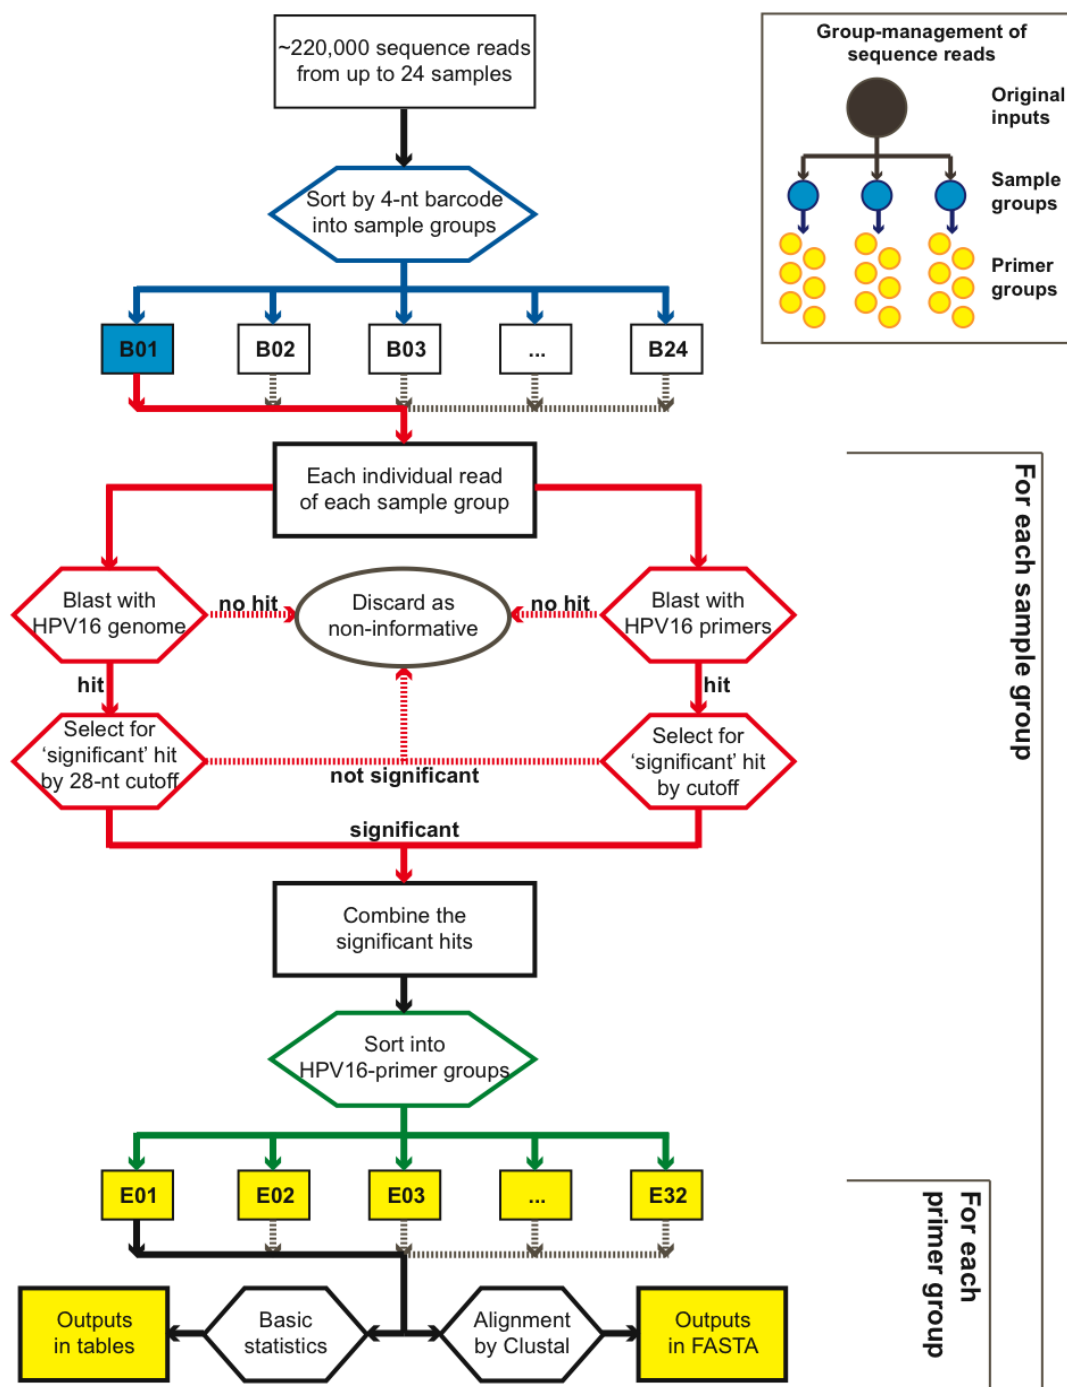 ~220,000 sequence reads
from up to 24 samples
Group-management of
sequence reads
Original
inputs
Sample
groups
Primer
groups
Sort by 4-nt barcode
into sample groups
B01
B02
B03
...
B24
For each sample group
Each individual read
of each sample group
Blast with
HPV16 genome
no hit
Discard as
non-informative
no hit
Blast with
HPV16 primers
hit
hit
Select for
‘significant’ hit
by 28-nt cutoff
not significant
Select for
‘significant’ hit
by cutoff
significant
Combine the
significant hits
Sort into
HPV16-primer groups
E01
E02
E03
...
E32
For each
primer group
Outputs
in tables
Basic
statistics
Alignment
by Clustal
Outputs
in FASTA